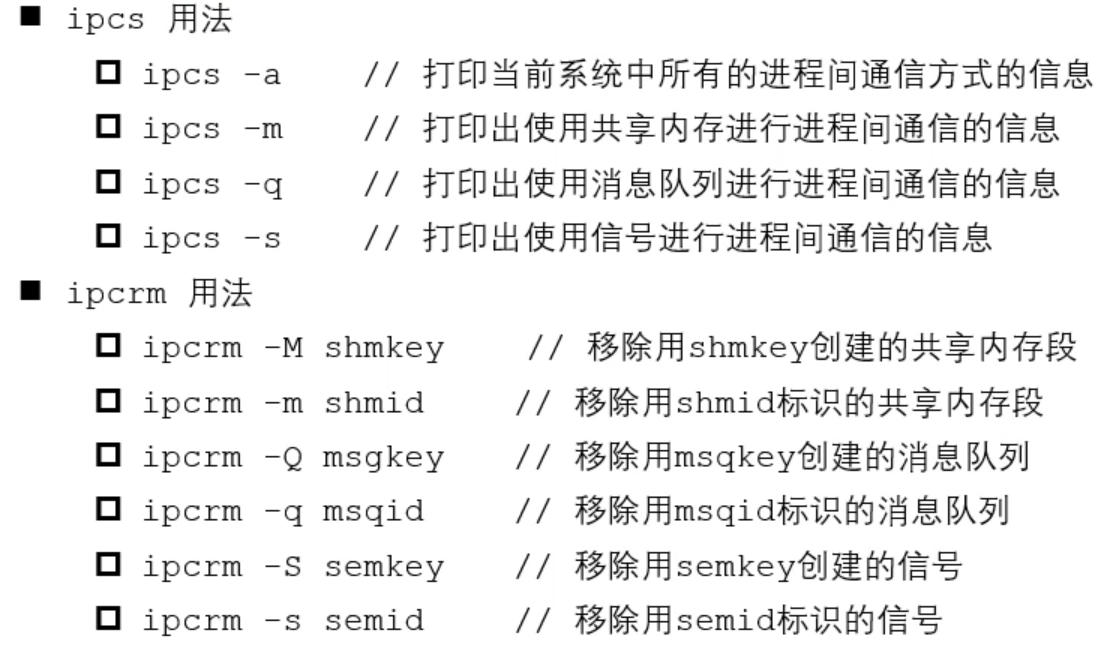 ■ ipcs 用法
□ ipcs -a // 打印当前系统中所有的进程间通信方式的信息
□ ipcs -m // 打印出使用共享内存进行进程间通信的信息
□ ipcs -q // 打印出使用消息队列进行进程间通信的信息
□ ipcs -s // 打印出使用信号进行进程间通信的信息
■ ipcrm 用法
□ ipcrm -M shmkey // 移除用shmkey创建的共享内存段
□ ipcrm -m shmid // 移除用shmid标识的共享内存段
□ ipcrm -Q msgkey // 移除用msqkey创建的消息队列
□ ipcrm -q msqid // 移除用msqid标识的消息队列
□ ipcrm -S semkey // 移除用semkey创建的信号
□ ipcrm -s semid // 移除用semid标识的信号